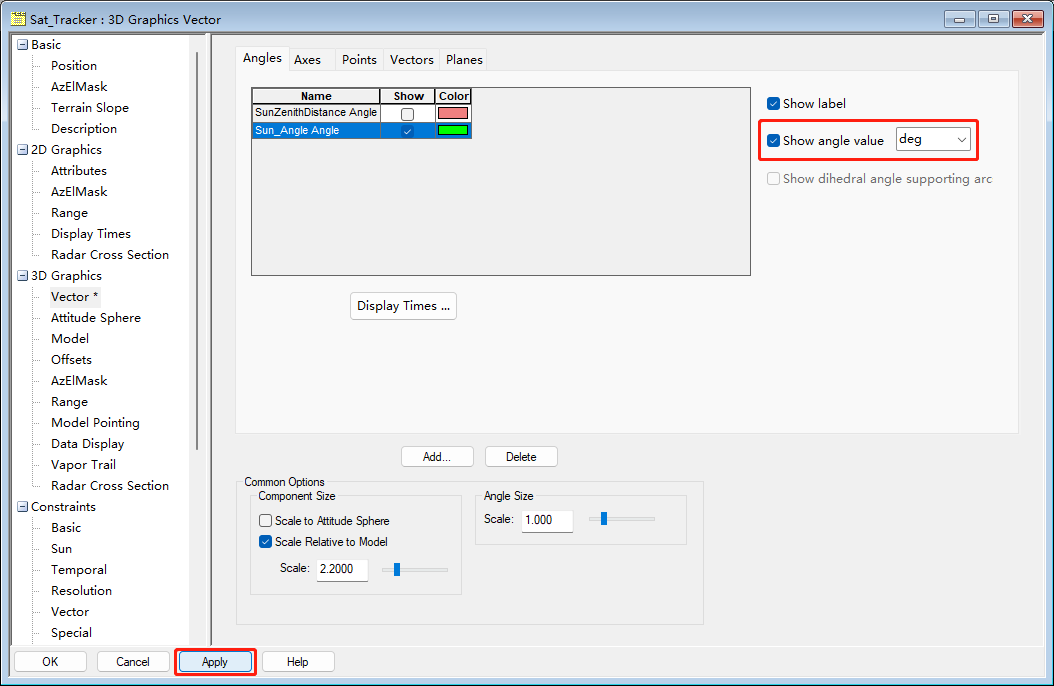 Sat_Tracker : 3D Graphics Vector
Basic
Position
AzElMask
Terrain Slope
Description
2D Graphics
Attributes
AzElMask
Range
Display Times
Radar Cross Section
3D Graphics
Vector *
Attitude Sphere
Model
Offsets
AzElMask
Range
Model Pointing
Data Display
Vapor Trail
Radar Cross Section
Constraints
Basic
Sun
Temporal
Resolution
Vector
Special
Angles Axes Points Vectors Planes
Name Show Color
SunZenithDistance Angle
Sun_Angle Angle
Show label
Show angle value deg
Show dihedral angle supporting arc
Display Times ...
Add... Delete
Common Options
Component Size
Scale to Attitude Sphere
Scale Relative to Model
Scale: 2.2000
Angle Size
Scale: 1.000
OK Cancel Apply Help